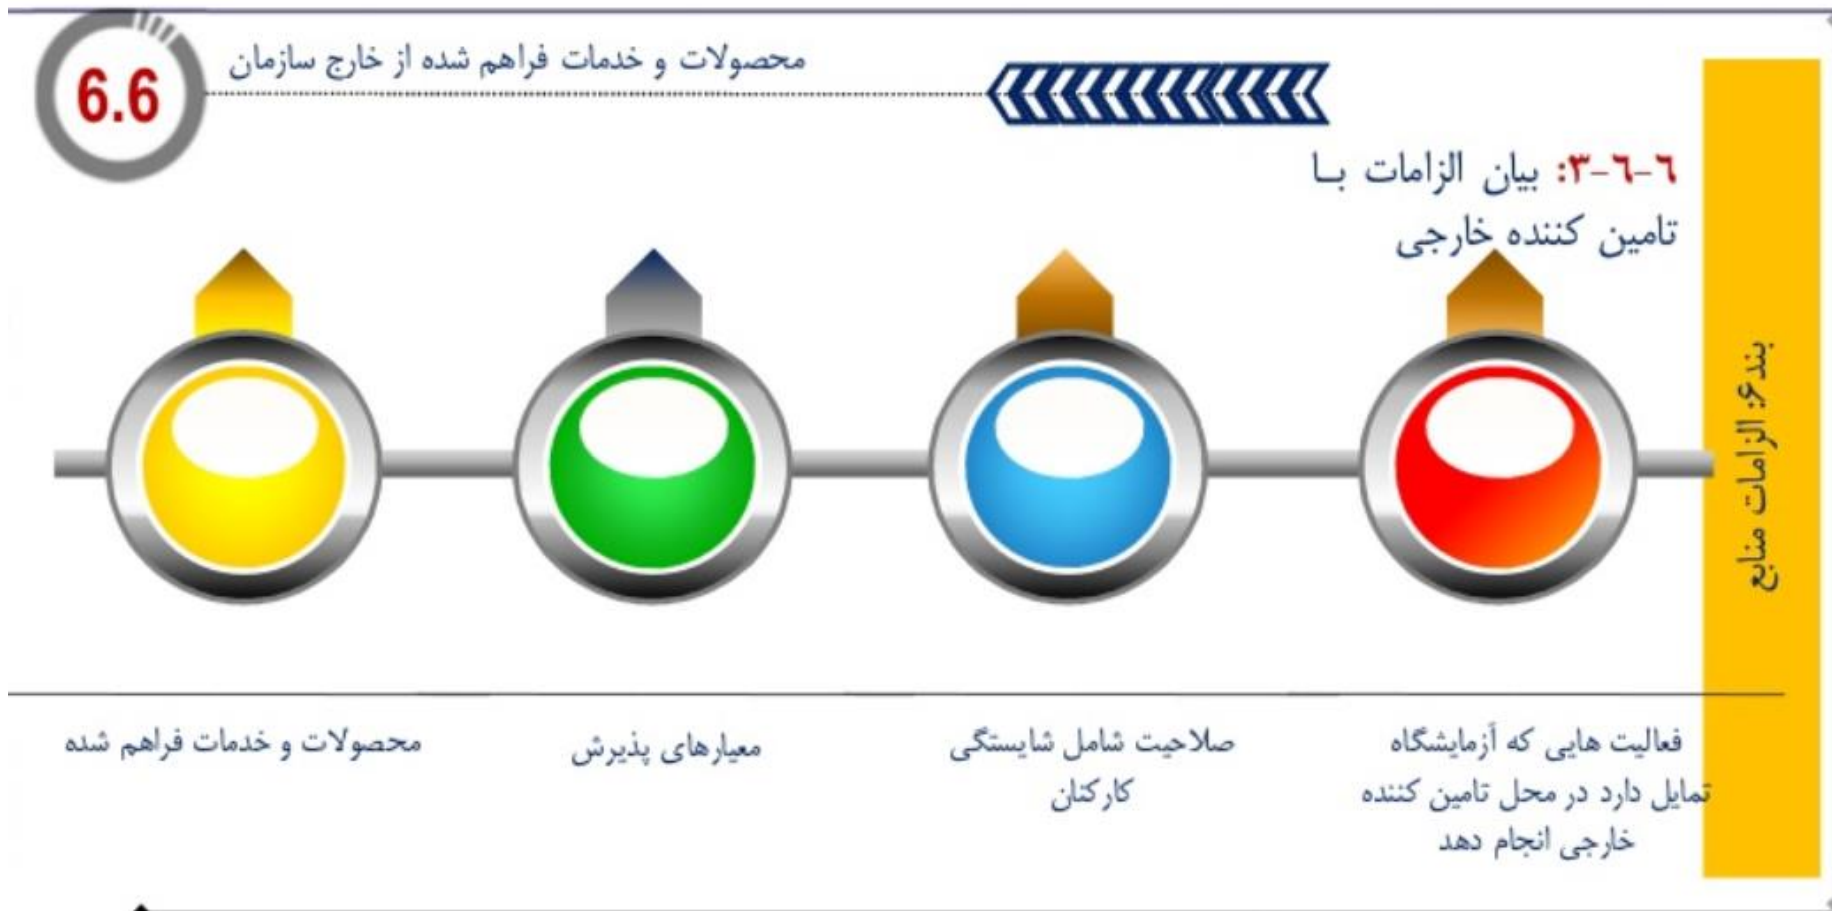 6.6
محصولات و خدمات فراهم شده از خارج سازمان
۶-۶-۳: بیان الزامات با
تامین کننده خارجی
بند۶: الزامات منابع
فعالیت هایی که آزمایشگاه
تمایل دارد در محل تامین کننده
خارجی انجام دهد
صلاحیت شامل شایستگی
کارکنان
معیارهای پذیرش
محصولات و خدمات فراهم شده